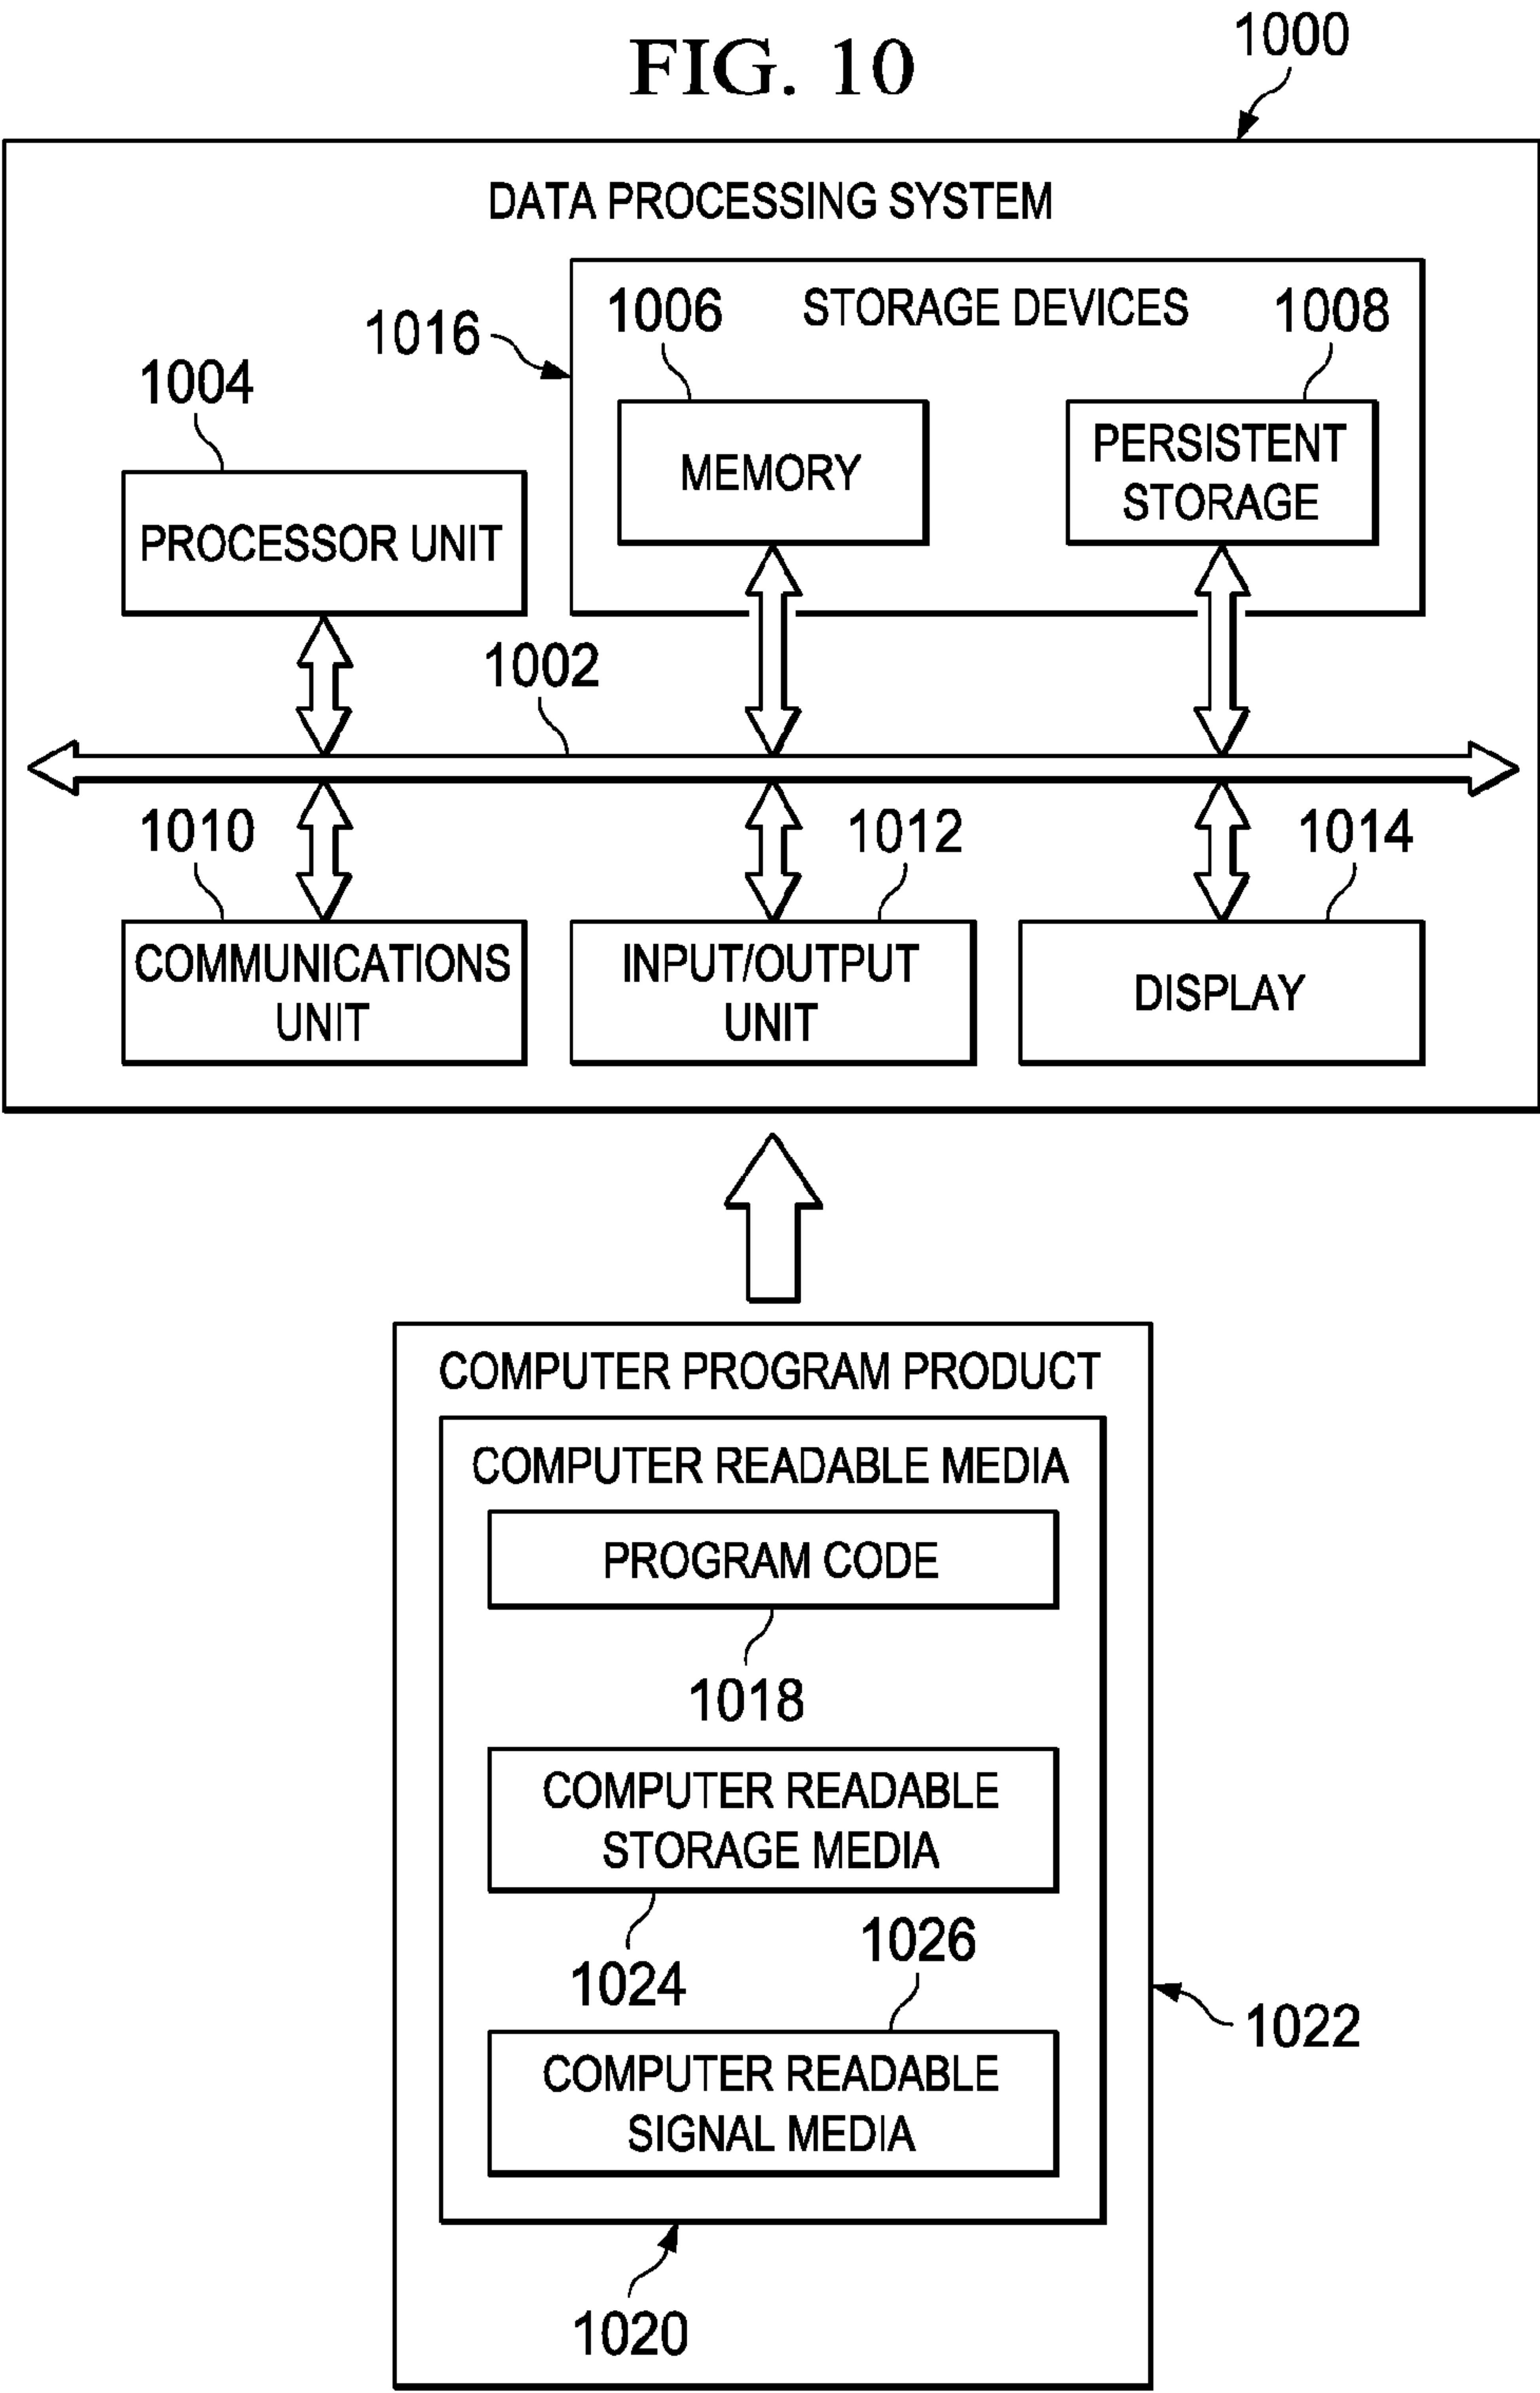 FIG. 10
1000
DATA PROCESSING SYSTEM
1016
1006
STORAGE DEVICES
1008
1004
PROCESSOR UNIT
MEMORY
PERSISTENT
STORAGE
1002
1010
1012
1014
COMMUNICATIONS
UNIT
INPUT/OUTPUT
UNIT
DISPLAY
COMPUTER PROGRAM PRODUCT
COMPUTER READABLE MEDIA
PROGRAM CODE
1018
COMPUTER READABLE
STORAGE MEDIA
1024
1026
COMPUTER READABLE
SIGNAL MEDIA
1022
1020